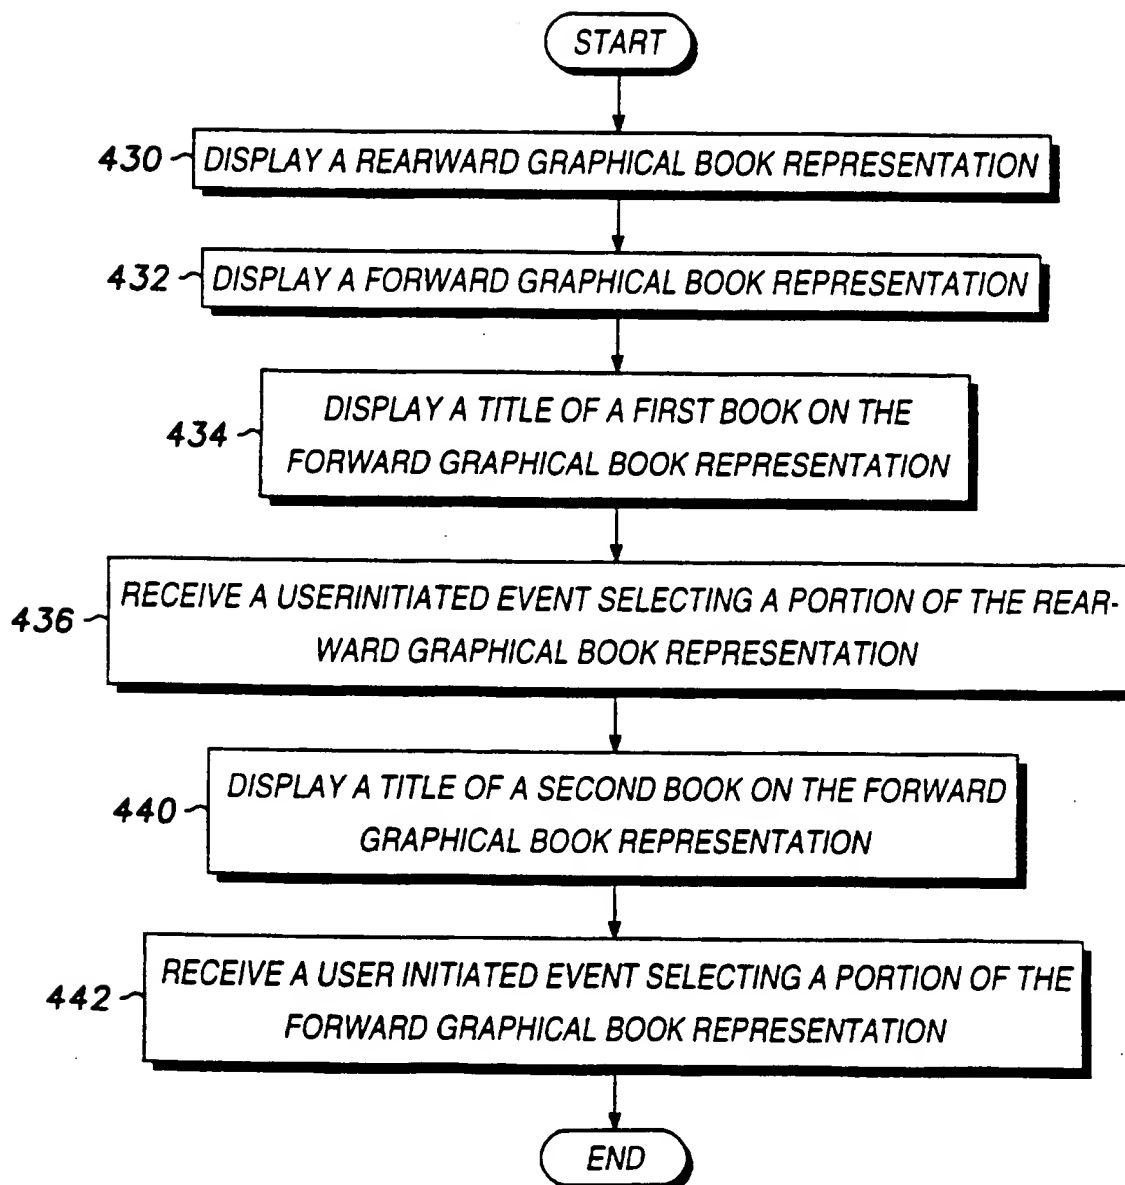 START
430 DISPLAY A REARWARD GRAPHICAL BOOK REPRESENTATION
432 DISPLAY A FORWARD GRAPHICAL BOOK REPRESENTATION
DISPLAY A TITLE OF A FIRST BOOK ON THE
434
FORWARD GRAPHICAL BOOK REPRESENTATION
RECEIVE A USERINITIATED EVENT SELECTING A PORTION OF THE REAR-
436
WARD GRAPHICAL BOOK REPRESENTATION
DISPLAY A TITLE OF A SECOND BOOK ON THE FORWARD
440
GRAPHICAL BOOK REPRESENTATION
RECEIVE A USER INITIATED EVENT SELECTING A PORTION OF THE
442
FORWARD GRAPHICAL BOOK REPRESENTATION
END